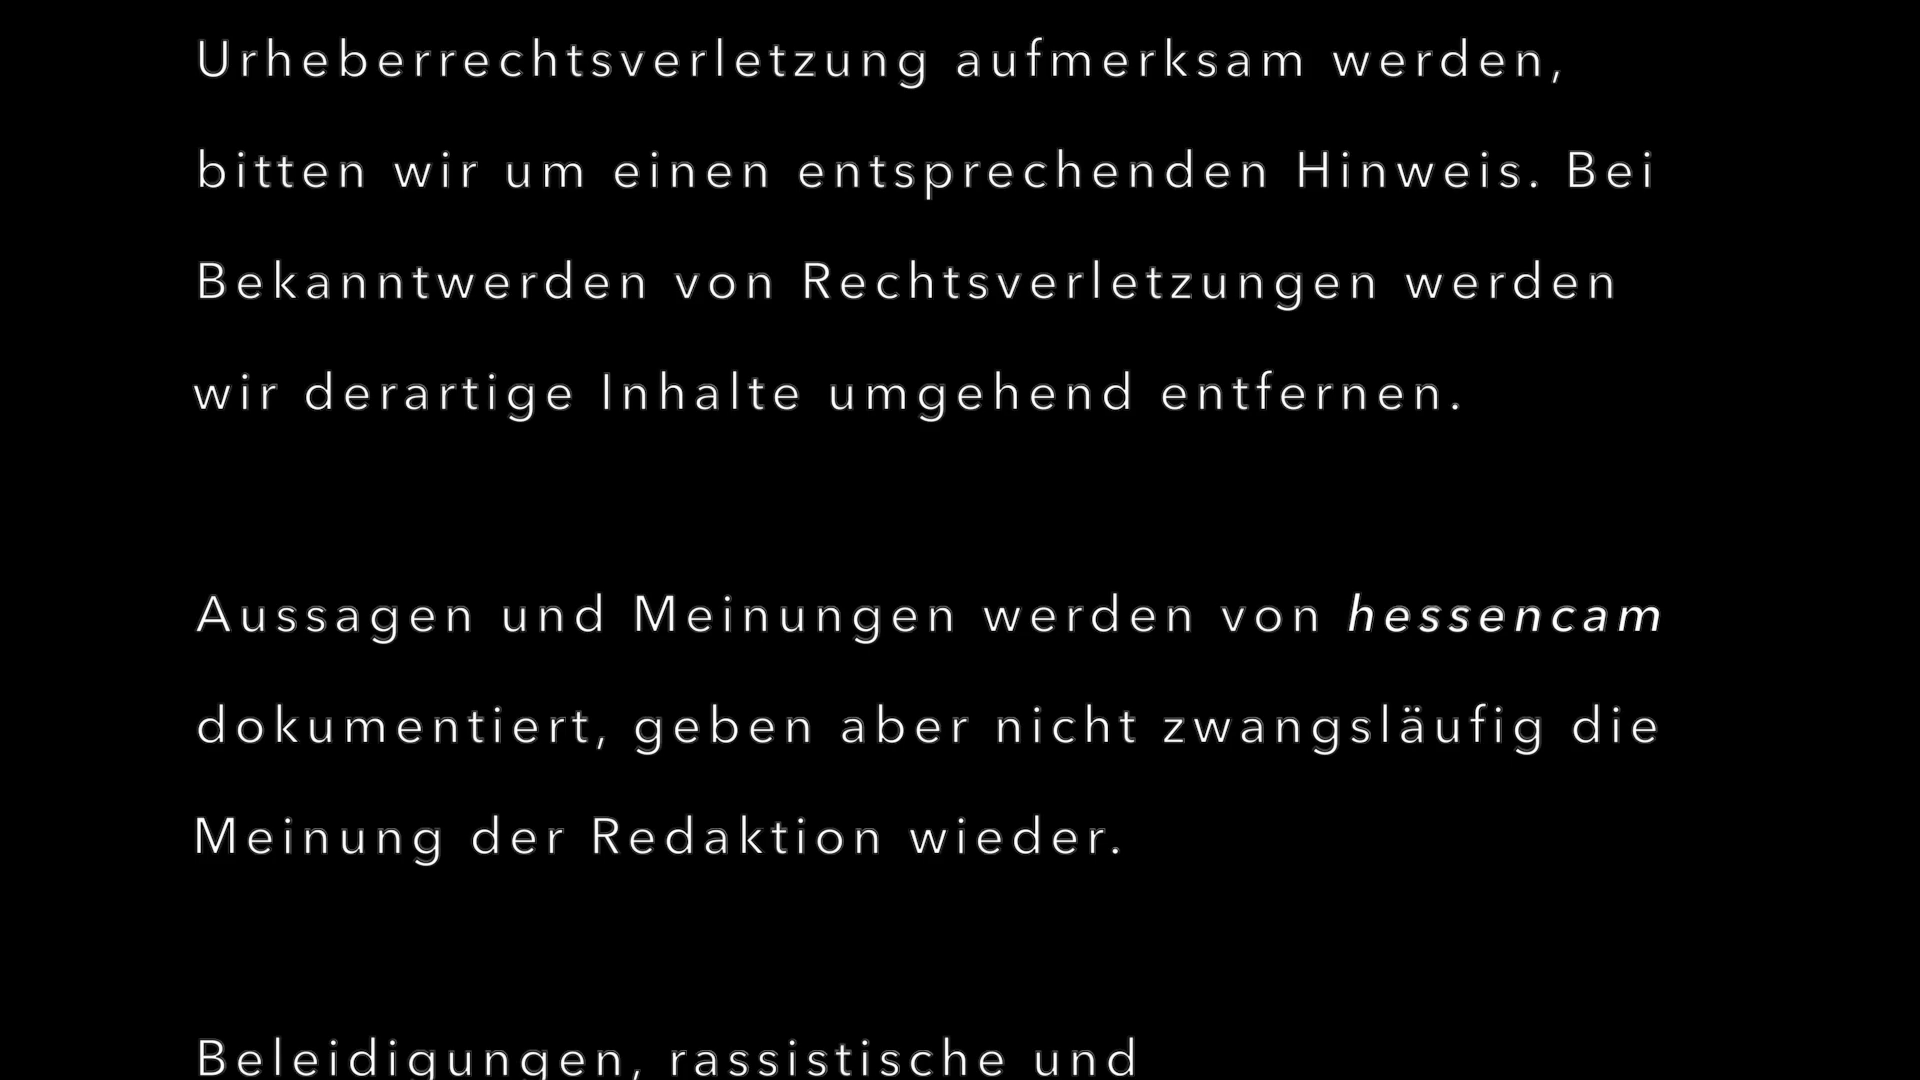 Urheberrechtsverletzung aufmerksam werden,
bitten wir um einen entsprechenden Hinweis. Bei
Bekanntwerden von Rechtsverletzungen werden
wir derartige Inhalte umgehend entfernen.
Aussagen und Meinungen werden von hessencam
dokumentiert, geben aber nicht zwangsläufig die
Meinung der Redaktion wieder.
Beleidigungen, rassistische und